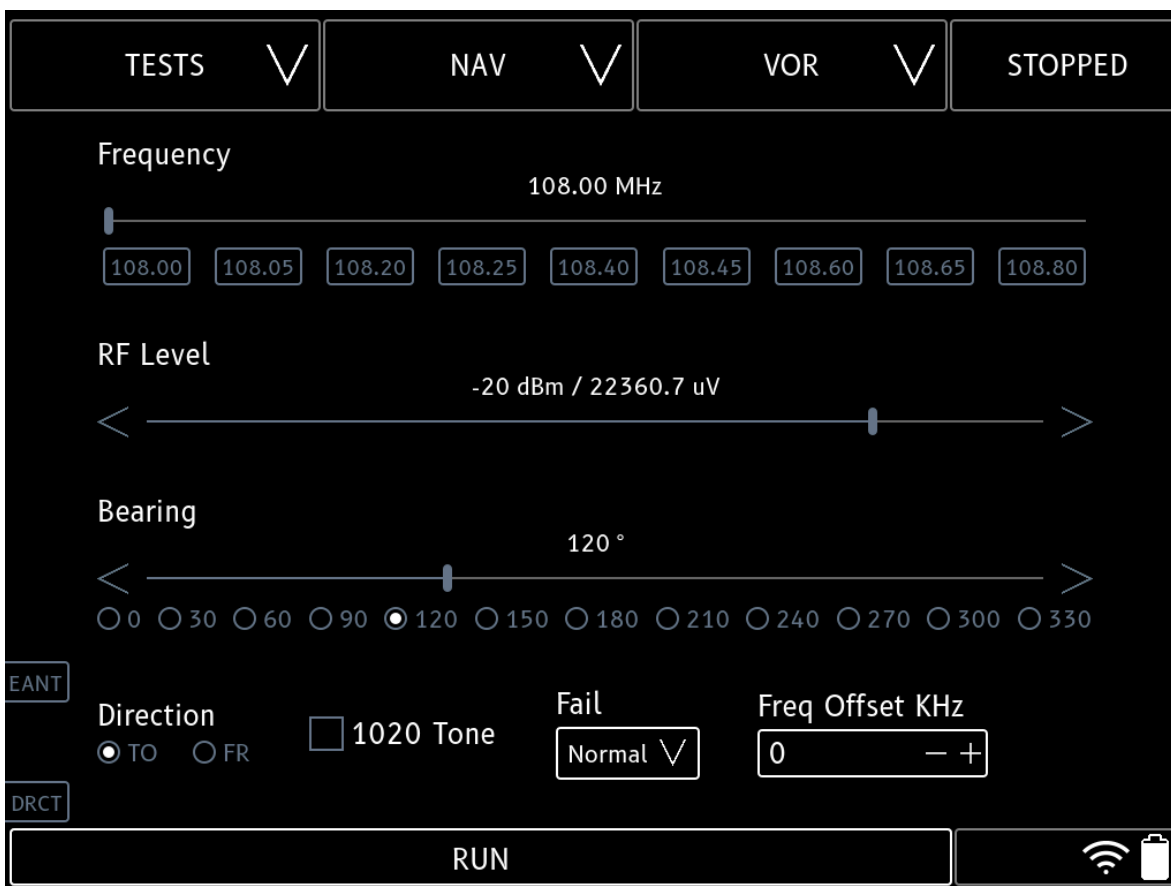 TESTS NAV VOR STOPPED
Frequency
108.00 MHz
108.00 108.05 108.20 108.25 108.40 108.45 108.60 108.65 108.80
RF Level
-20 dBm / 22360.7 uV
Bearing
120 °
0 30 60 90 120 150 180 210 240 270 300 330
EANT
Direction
TO FR
1020 Tone
Fail
Normal
Freq Offset KHz
0 − +
DRCT
RUN